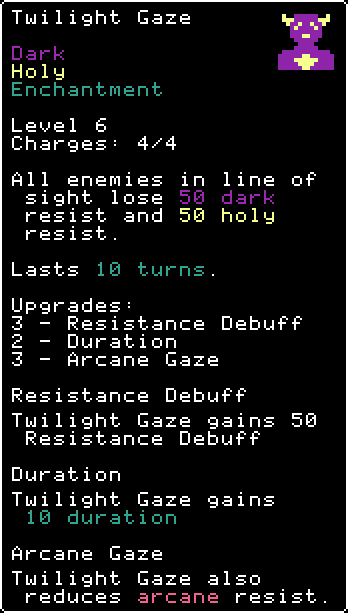 Twilight Gaze
Dark
Holy
Enchantment
Level 6
Charges: 4/4
All enemies in line of
sight lose 50 dark
resist and 50 holy
resist.
Lasts 10 turns.
Upgrades:
3 - Resistance Debuff
2 - Duration
3 - Arcane Gaze
Resistance Debuff
Twilight Gaze gains 50
Resistance Debuff
Duration
Twilight Gaze gains
10 duration
Arcane Gaze
Twilight Gaze also
reduces arcane resist.